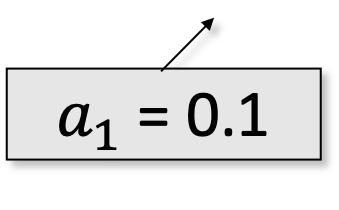 a₁ = 0.1